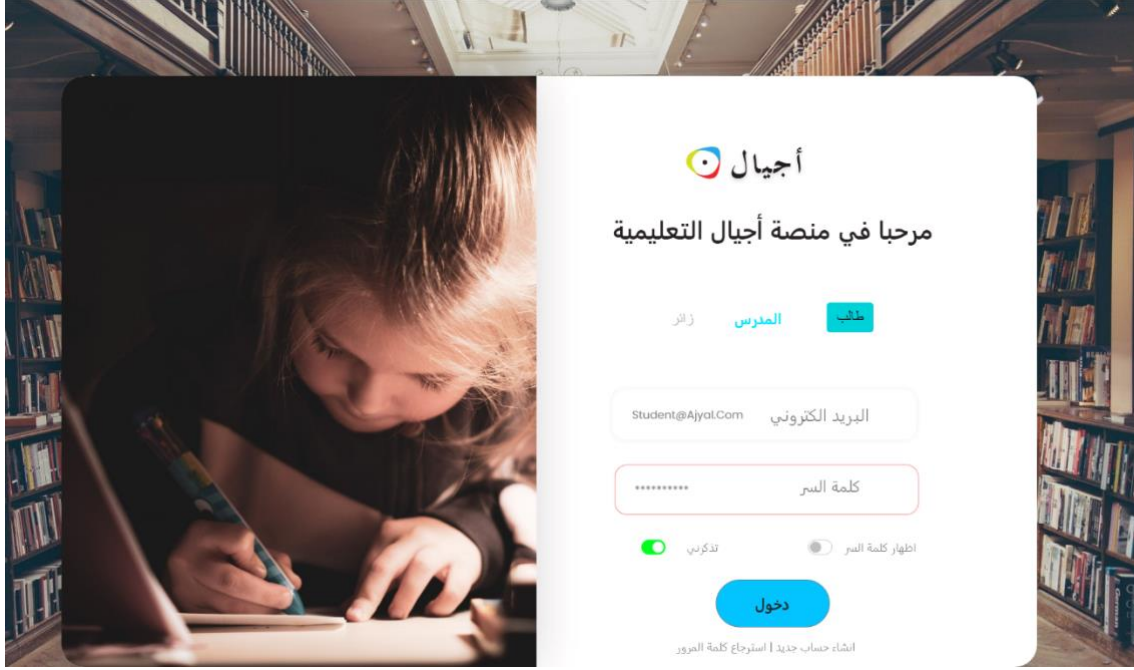 أجيال
مرحبا في منصة أجيال التعليمية
طالب المدرس زائر
البريد الكتروني Student@Ajyal.Com
كلمة السر ••••••••••
اظهار كلمة السر تذكرني
دخول
انشاء حساب جديد | استرجاع كلمة المرور